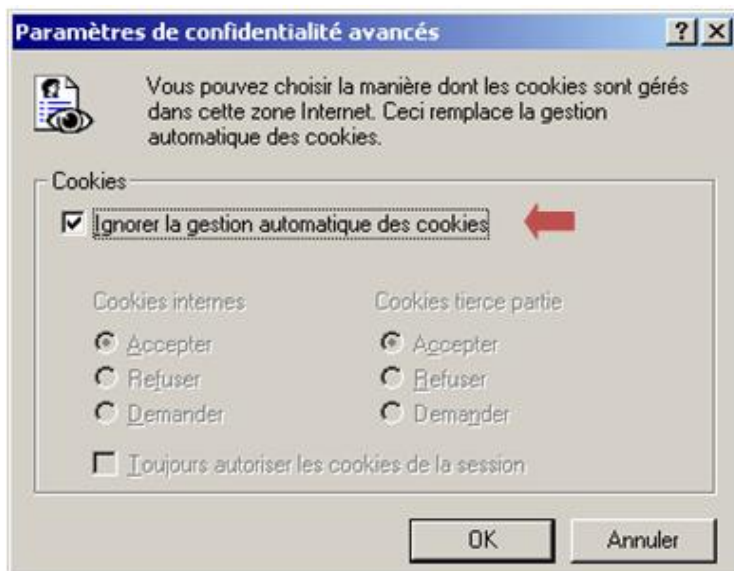 Paramètres de confidentialité avancés
Vous pouvez choisir la manière dont les cookies sont gérés
dans cette zone Internet. Ceci remplace la gestion
automatique des cookies.
Cookies
Ignorer la gestion automatique des cookies
Cookies internes
Cookies tierce partie
Accepter
Accepter
Refuser
Refuser
Demander
Demander
Toujours autoriser les cookies de la session
OK
Annuler